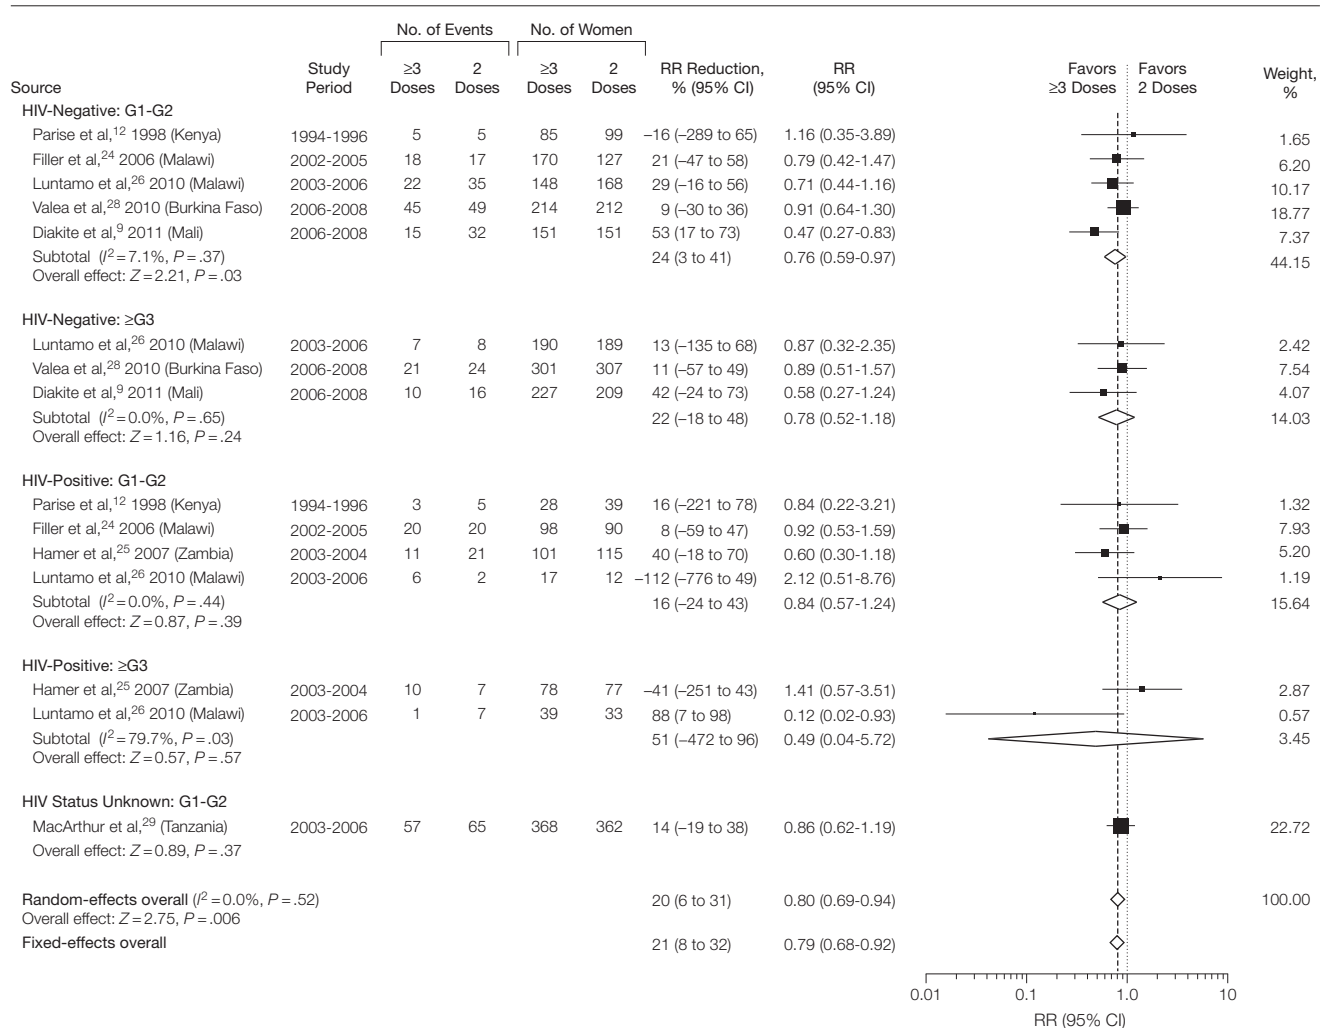 No. of Events No. of Women
Study ≥3 2 ≥3 2 RR Reduction, RR Favors Favors Weight,
Source Period Doses Doses Doses Doses % (95% CI) (95% CI) ≥3 Doses 2 Doses %
HIV-Negative: G1-G2
Parise et al,12 1998 (Kenya) 1994-1996 5 5 85 99 –16 (–289 to 65) 1.16 (0.35-3.89) 1.65
Filler et al,24 2006 (Malawi) 2002-2005 18 17 170 127 21 (–47 to 58) 0.79 (0.42-1.47) 6.20
Luntamo et al,26 2010 (Malawi) 2003-2006 22 35 148 168 29 (–16 to 56) 0.71 (0.44-1.16) 10.17
Valea et al,28 2010 (Burkina Faso) 2006-2008 45 49 214 212 9 (–30 to 36) 0.91 (0.64-1.30) 18.77
Diakite et al,9 2011 (Mali) 2006-2008 15 32 151 151 53 (17 to 73) 0.47 (0.27-0.83) 7.37
Subtotal (I2 = 7.1%, P = .37) 24 (3 to 41) 0.76 (0.59-0.97) 44.15
Overall effect: Z = 2.21, P = .03
HIV-Negative: ≥G3
Luntamo et al,26 2010 (Malawi) 2003-2006 7 8 190 189 13 (–135 to 68) 0.87 (0.32-2.35) 2.42
Valea et al,28 2010 (Burkina Faso) 2006-2008 21 24 301 307 11 (–57 to 49) 0.89 (0.51-1.57) 7.54
Diakite et al,9 2011 (Mali) 2006-2008 10 16 227 209 42 (–24 to 73) 0.58 (0.27-1.24) 4.07
Subtotal (I2 = 0.0%, P = .65) 22 (–18 to 48) 0.78 (0.52-1.18) 14.03
Overall effect: Z = 1.16, P = .24
HIV-Positive: G1-G2
Parise et al,12 1998 (Kenya) 1994-1996 3 5 28 39 16 (–221 to 78) 0.84 (0.22-3.21) 1.32
Filler et al,24 2006 (Malawi) 2002-2005 20 20 98 90 8 (–59 to 47) 0.92 (0.53-1.59) 7.93
Hamer et al,25 2007 (Zambia) 2003-2004 11 21 101 115 40 (–18 to 70) 0.60 (0.30-1.18) 5.20
Luntamo et al,26 2010 (Malawi) 2003-2006 6 2 17 12 –112 (–776 to 49) 2.12 (0.51-8.76) 1.19
Subtotal (I2 = 0.0%, P = .44) 16 (–24 to 43) 0.84 (0.57-1.24) 15.64
Overall effect: Z = 0.87, P = .39
HIV-Positive: ≥G3
Hamer et al,25 2007 (Zambia) 2003-2004 10 7 78 77 –41 (–251 to 43) 1.41 (0.57-3.51) 2.87
Luntamo et al,26 2010 (Malawi) 2003-2006 1 7 39 33 88 (7 to 98) 0.12 (0.02-0.93) 0.57
Subtotal (I2 = 79.7%, P = .03) 51 (–472 to 96) 0.49 (0.04-5.72) 3.45
Overall effect: Z = 0.57, P = .57
HIV Status Unknown: G1-G2
MacArthur et al,29 (Tanzania) 2003-2006 57 65 368 362 14 (–19 to 38) 0.86 (0.62-1.19) 22.72
Overall effect: Z = 0.89, P = .37
Random-effects overall (I2 = 0.0%, P = .52) 20 (6 to 31) 0.80 (0.69-0.94) 100.00
Overall effect: Z = 2.75, P = .006
Fixed-effects overall 21 (8 to 32) 0.79 (0.68-0.92)
0.01 0.1 1.0 10
RR (95% CI)